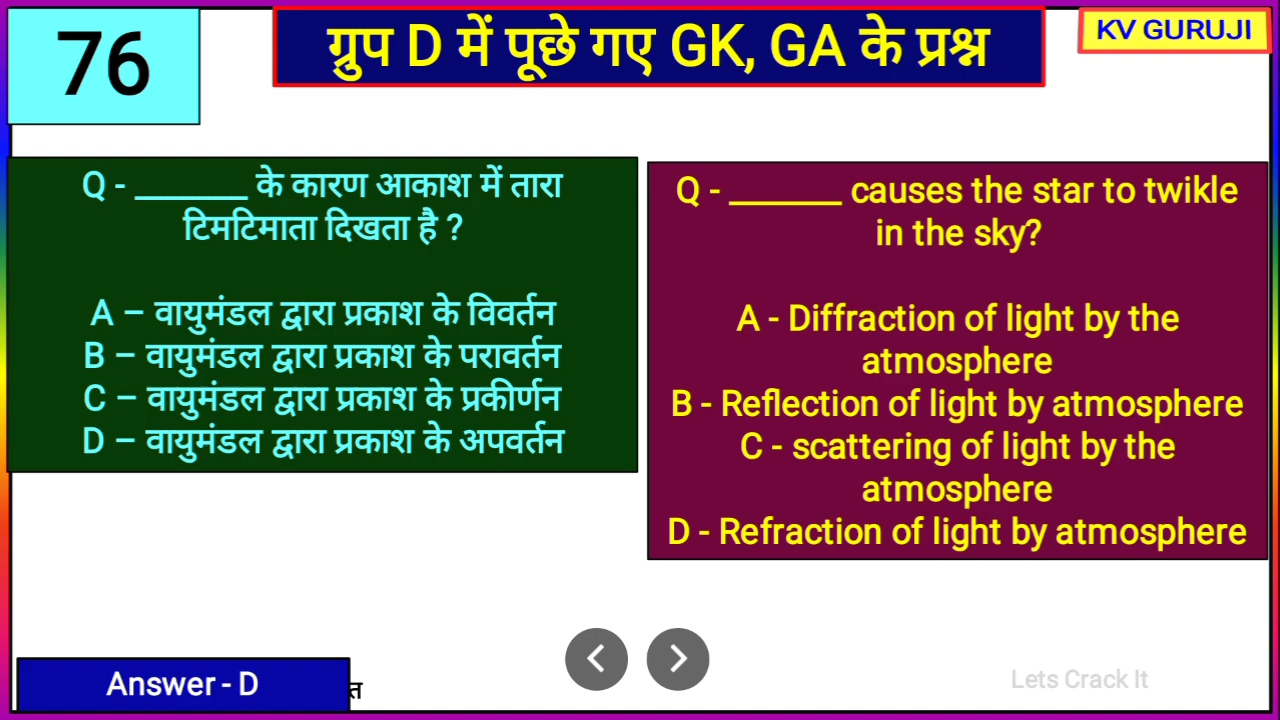 76
ग्रुप D में पूछे गए GK, GA के प्रश्न
KV GURUJI
Q - _______ के कारण आकाश में तारा
टिमटिमाता दिखता है ?
A – वायुमंडल द्वारा प्रकाश के विवर्तन
B – वायुमंडल द्वारा प्रकाश के परावर्तन
C – वायुमंडल द्वारा प्रकाश के प्रकीर्णन
D – वायुमंडल द्वारा प्रकाश के अपवर्तन
Q - _______ causes the star to twikle
in the sky?
A - Diffraction of light by the
atmosphere
B - Reflection of light by atmosphere
C - scattering of light by the
atmosphere
D - Refraction of light by atmosphere
Answer - D
Lets Crack It